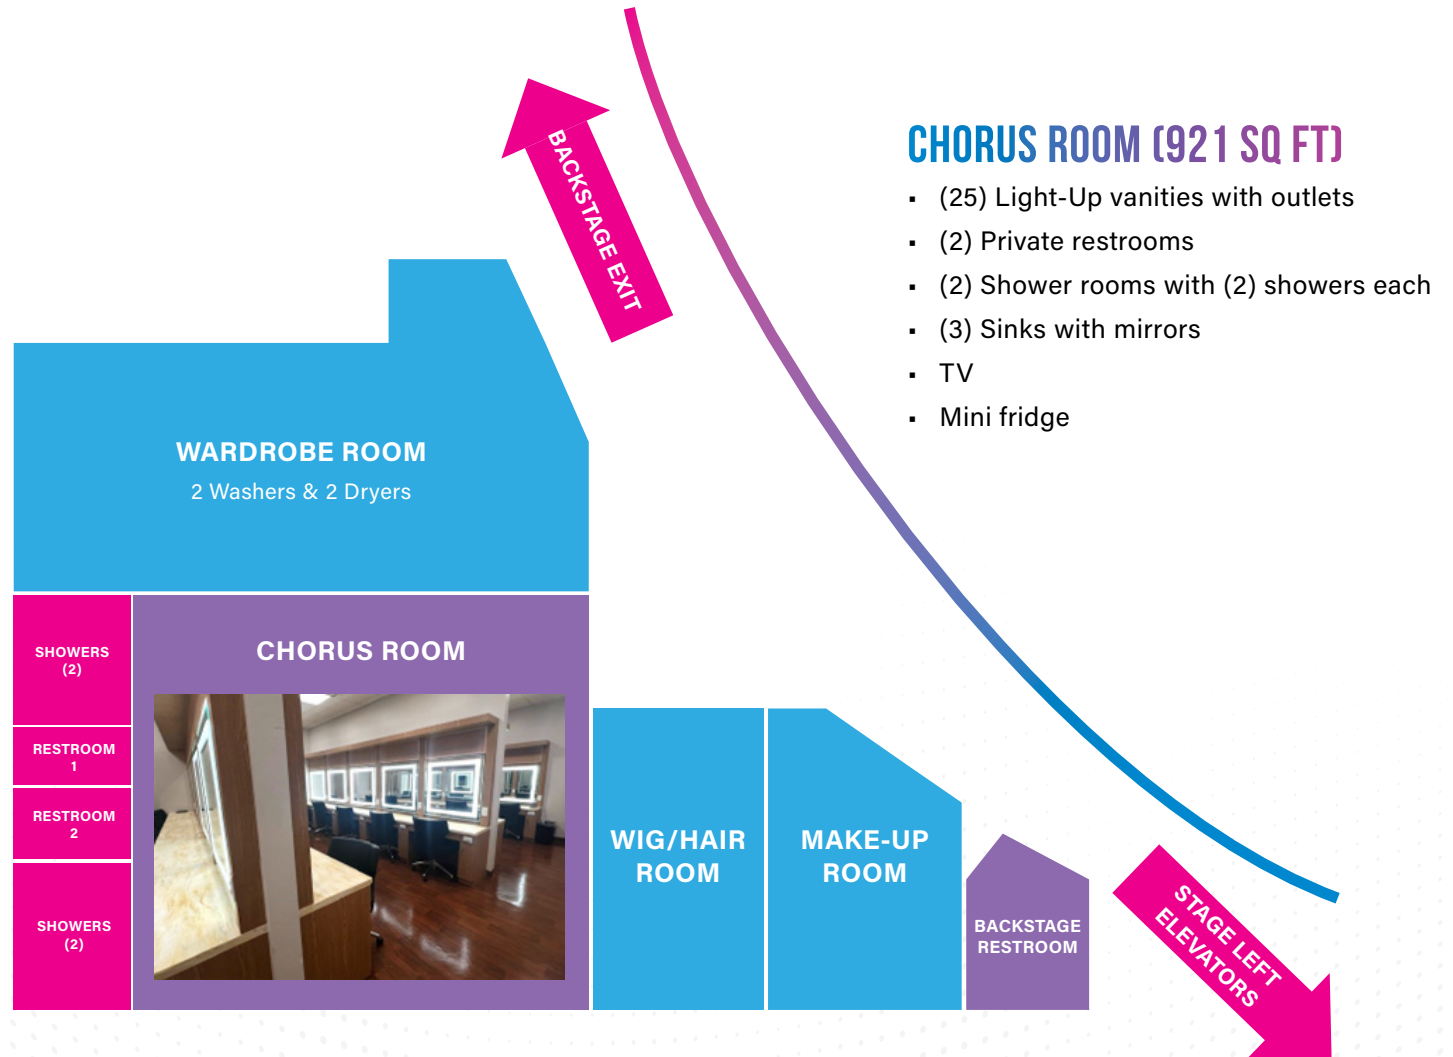 CHORUS ROOM (921 SQ FT)
▪ (25) Light-Up vanities with outlets
▪ (2) Private restrooms
▪ (2) Shower rooms with (2) showers each
▪ (3) Sinks with mirrors
▪ TV
▪ Mini fridge
BACKSTAGE EXIT
WARDROBE ROOM
2 Washers & 2 Dryers
SHOWERS
(2)
RESTROOM
1
RESTROOM
2
SHOWERS
(2)
CHORUS ROOM
WIG/HAIR
ROOM
MAKE-UP
ROOM
BACKSTAGE
RESTROOM
STAGE LEFT
ELEVATORS